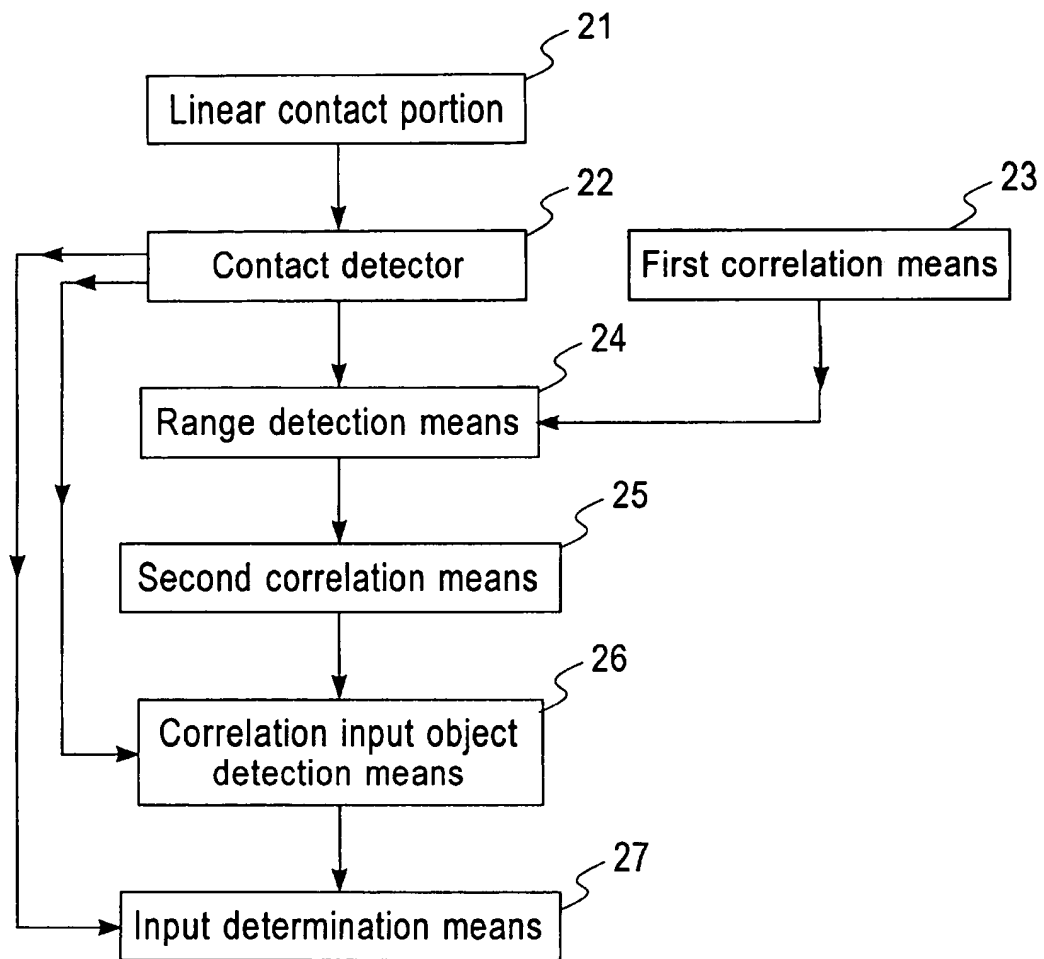 21
Linear contact portion
22
Contact detector
23
First correlation means
24
Range detection means
25
Second correlation means
26
Correlation input object
detection means
27
Input determination means